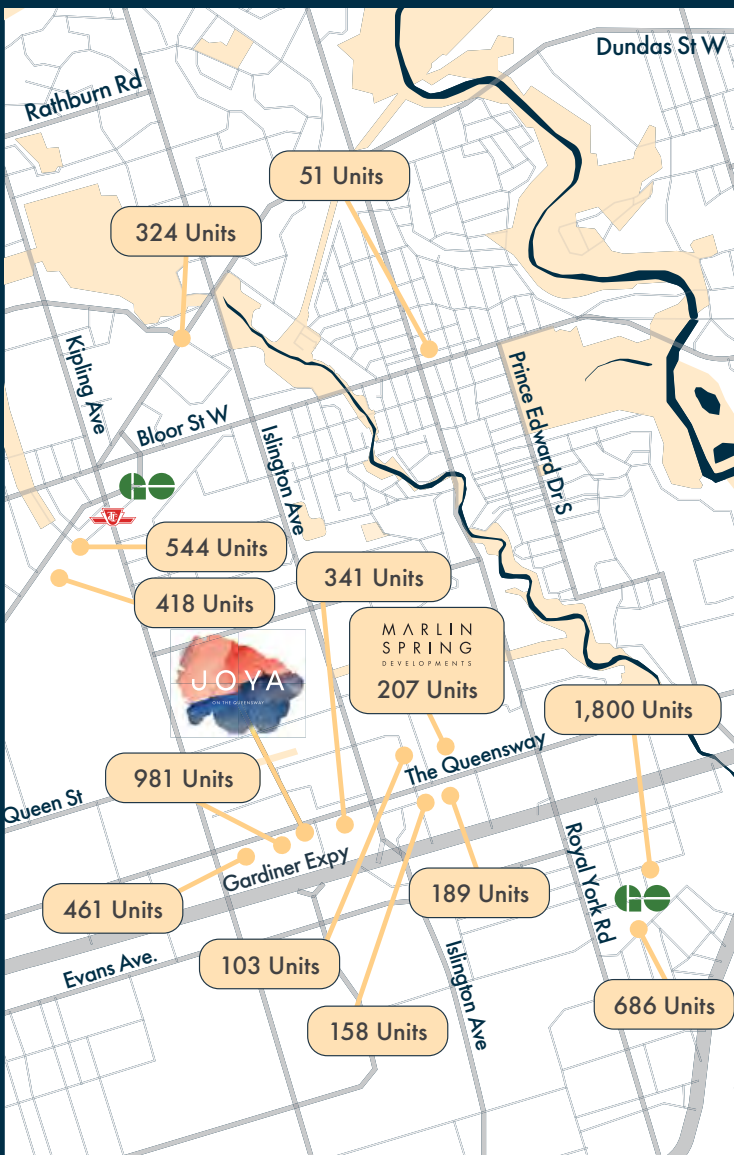 Dundas St W
Rathburn Rd
51 Units
324 Units
Kipling Ave
Prince Edward Dr S
Bloor St W
Islington Ave
GO
TTC
544 Units
341 Units
418 Units
MARLIN
SPRING
DEVELOPMENTS
207 Units
JOYA
ON THE QUEENSWAY
1,800 Units
The Queensway
981 Units
Queen St
Gardiner Expy
Royal York Rd
189 Units
GO
461 Units
Evans Ave.
103 Units
Islington Ave
686 Units
158 Units